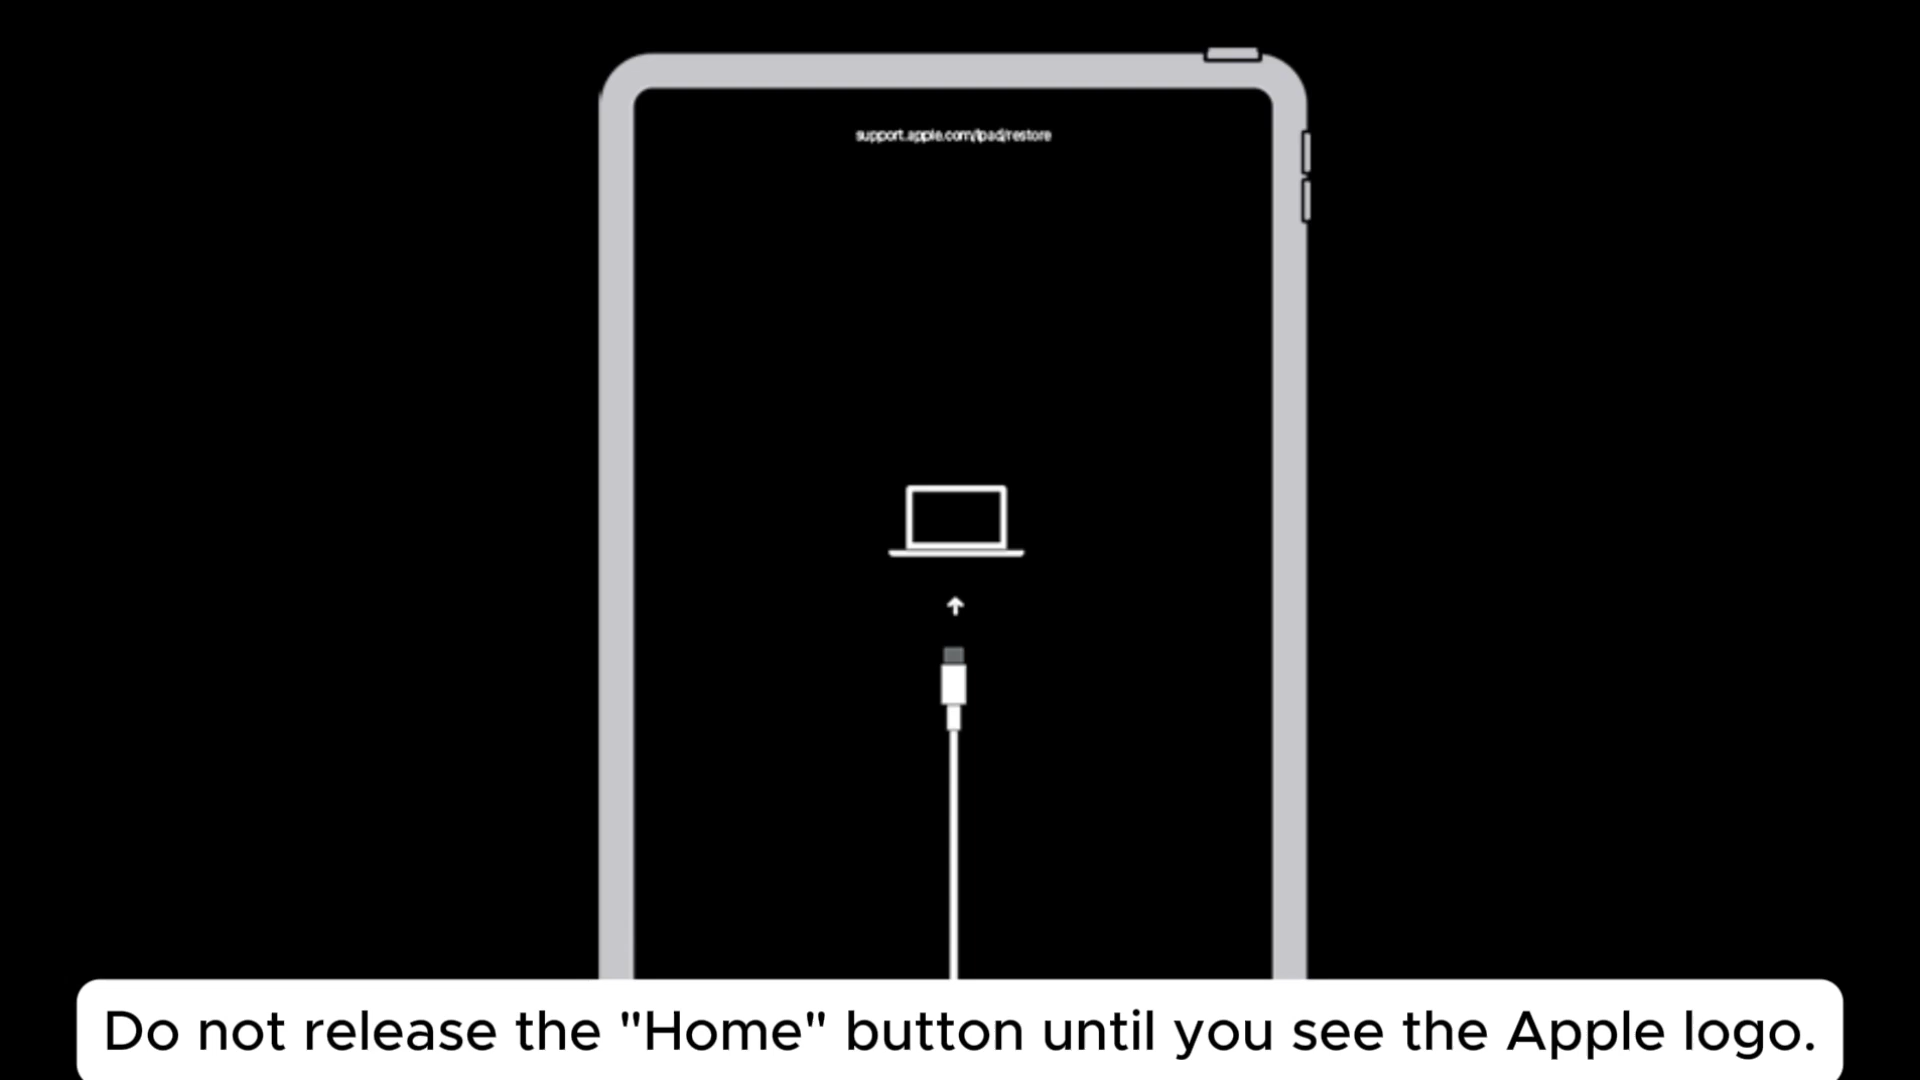 support.apple.com/ipad/restore
Do not release the "Home" button until you see the Apple logo.